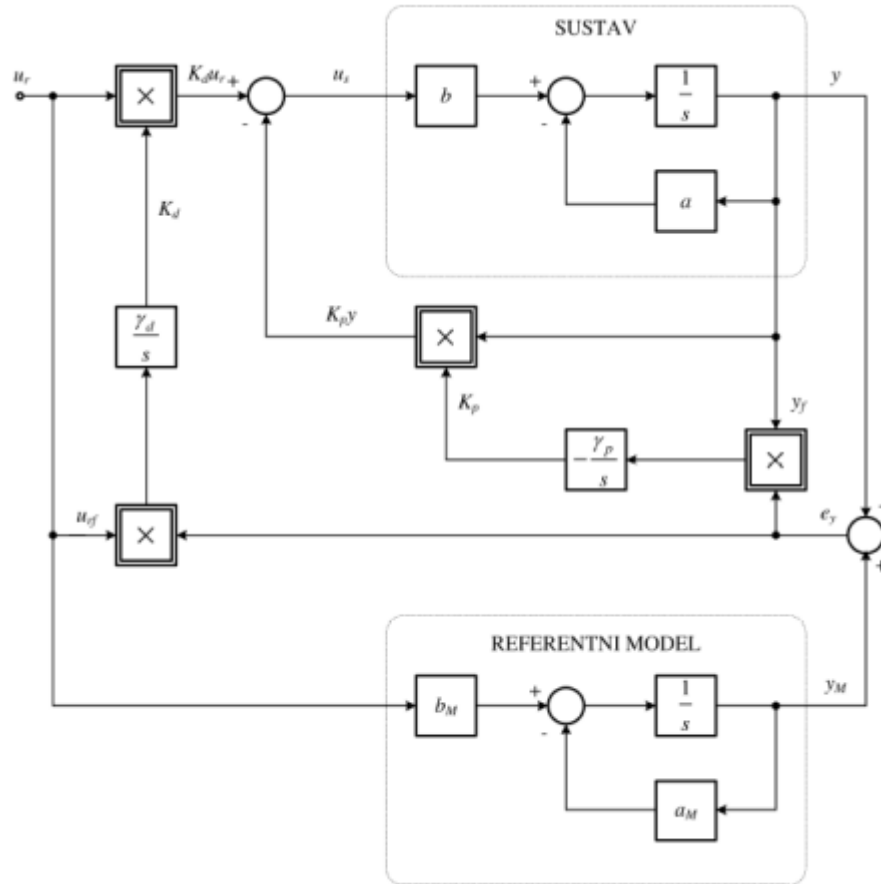 SUSTAV
u_r
×
K_d u_r
+
-
u_s
b
+
-
1/s
y
a
K_d
γ_d/s
K_p y
×
K_p
-γ_p/s
y_f
×
u_rf
×
e_y
+
REFERENTNI MODEL
b_M
+
-
1/s
y_M
a_M